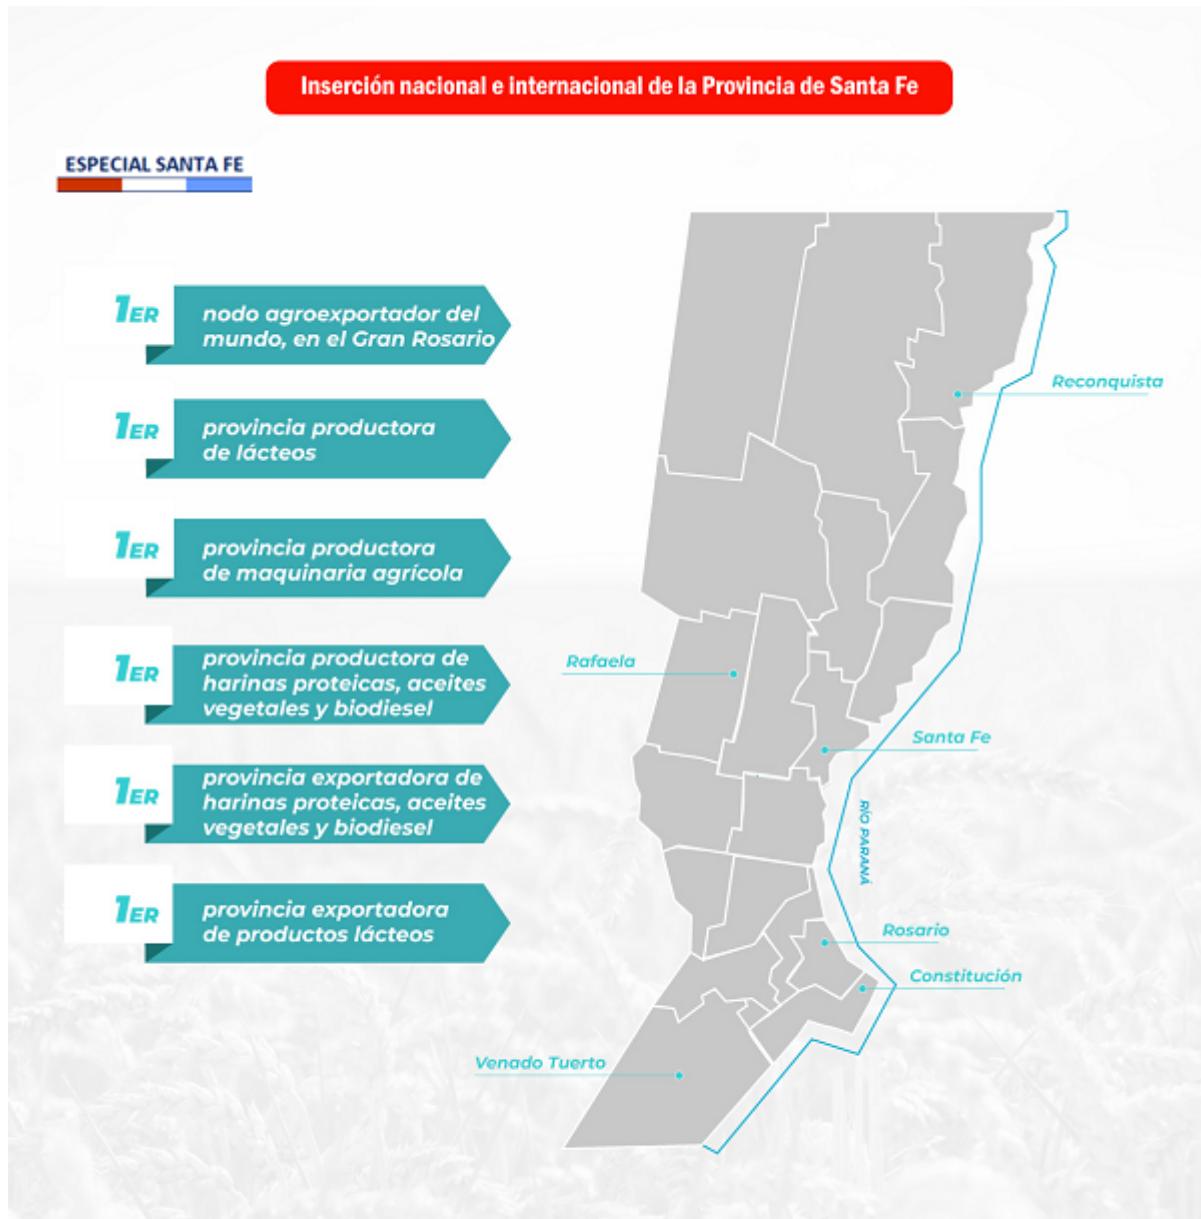 Inserción nacional e internacional de la Provincia de Santa Fe
ESPECIAL SANTA FE
1ER
nodo agroexportador del
mundo, en el Gran Rosario
1ER
provincia productora
de lácteos
1ER
provincia productora
de maquinaria agrícola
1ER
provincia productora de
harinas proteicas, aceites
vegetales y biodiesel
1ER
provincia exportadora de
harinas proteicas, aceites
vegetales y biodiesel
1ER
provincia exportadora
de productos lácteos
Reconquista
Rafaela
Santa Fe
RÍO PARANÁ
Rosario
Constitución
Venado Tuerto